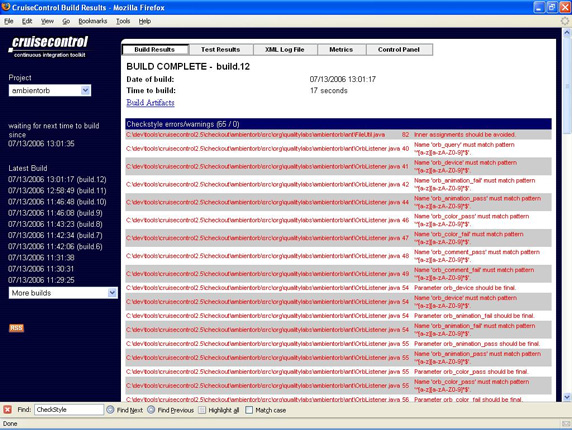 CruiseControl Build Results - Mozilla Firefox
File Edit View Go Bookmarks Tools Help
cruisecontrol
continuous integration toolkit
Project
ambientorb
waiting for next time to build
since
07/13/2006 13:01:35
Latest Build
07/13/2006 13:01:17 (build.12)
07/13/2006 12:58:49 (build.11)
07/13/2006 11:46:48 (build.10)
07/13/2006 11:46:08 (build.9)
07/13/2006 11:43:23 (build.8)
07/13/2006 11:42:34 (build.7)
07/13/2006 11:42:06 (build.6)
07/13/2006 11:31:38
07/13/2006 11:30:31
07/13/2006 11:29:25
More builds
RSS
Build Results Test Results XML Log File Metrics Control Panel
BUILD COMPLETE - build.12
Date of build: 07/13/2006 13:01:17
Time to build: 17 seconds
Build Artifacts
Checkstyle errors/warnings (65 / 0)
C:\dev\tools\cruisecontrol2.5\checkout\ambientorb\src\org\qualitylabs\ambientorb\ant\FileUtil.java 82 Inner assignments should be avoided.
C:\dev\tools\cruisecontrol2.5\checkout\ambientorb\src\org\qualitylabs\ambientorb\ant\OrbListener.java 40 Name 'orb_query' must match pattern
'^[a-z][a-zA-Z0-9]*$'.
C:\dev\tools\cruisecontrol2.5\checkout\ambientorb\src\org\qualitylabs\ambientorb\ant\OrbListener.java 41 Name 'orb_device' must match pattern
'^[a-z][a-zA-Z0-9]*$'.
C:\dev\tools\cruisecontrol2.5\checkout\ambientorb\src\org\qualitylabs\ambientorb\ant\OrbListener.java 42 Name 'orb_animation_fail' must match pattern
'^[a-z][a-zA-Z0-9]*$'.
C:\dev\tools\cruisecontrol2.5\checkout\ambientorb\src\org\qualitylabs\ambientorb\ant\OrbListener.java 44 Name 'orb_animation_pass' must match pattern
'^[a-z][a-zA-Z0-9]*$'.
C:\dev\tools\cruisecontrol2.5\checkout\ambientorb\src\org\qualitylabs\ambientorb\ant\OrbListener.java 46 Name 'orb_color_pass' must match pattern
'^[a-z][a-zA-Z0-9]*$'.
C:\dev\tools\cruisecontrol2.5\checkout\ambientorb\src\org\qualitylabs\ambientorb\ant\OrbListener.java 47 Name 'orb_color_fail' must match pattern
'^[a-z][a-zA-Z0-9]*$'.
C:\dev\tools\cruisecontrol2.5\checkout\ambientorb\src\org\qualitylabs\ambientorb\ant\OrbListener.java 48 Name 'orb_comment_pass' must match pattern
'^[a-z][a-zA-Z0-9]*$'.
C:\dev\tools\cruisecontrol2.5\checkout\ambientorb\src\org\qualitylabs\ambientorb\ant\OrbListener.java 49 Name 'orb_comment_fail' must match pattern
'^[a-z][a-zA-Z0-9]*$'.
C:\dev\tools\cruisecontrol2.5\checkout\ambientorb\src\org\qualitylabs\ambientorb\ant\OrbListener.java 54 Parameter orb_device should be final.
C:\dev\tools\cruisecontrol2.5\checkout\ambientorb\src\org\qualitylabs\ambientorb\ant\OrbListener.java 54 Name 'orb_device' must match pattern
'^[a-z][a-zA-Z0-9]*$'.
C:\dev\tools\cruisecontrol2.5\checkout\ambientorb\src\org\qualitylabs\ambientorb\ant\OrbListener.java 54 Parameter orb_animation_fail should be final.
C:\dev\tools\cruisecontrol2.5\checkout\ambientorb\src\org\qualitylabs\ambientorb\ant\OrbListener.java 54 Name 'orb_animation_fail' must match pattern
'^[a-z][a-zA-Z0-9]*$'.
C:\dev\tools\cruisecontrol2.5\checkout\ambientorb\src\org\qualitylabs\ambientorb\ant\OrbListener.java 55 Parameter orb_animation_pass should be final.
C:\dev\tools\cruisecontrol2.5\checkout\ambientorb\src\org\qualitylabs\ambientorb\ant\OrbListener.java 55 Name 'orb_animation_pass' must match pattern
'^[a-z][a-zA-Z0-9]*$'.
C:\dev\tools\cruisecontrol2.5\checkout\ambientorb\src\org\qualitylabs\ambientorb\ant\OrbListener.java 55 Parameter orb_color_pass should be final.
C:\dev\tools\cruisecontrol2.5\checkout\ambientorb\src\org\qualitylabs\ambientorb\ant\OrbListener.java 55 Name 'orb_color_pass' must match pattern
'^[a-z][a-zA-Z0-9]*$'.
C:\dev\tools\cruisecontrol2.5\checkout\ambientorb\src\org\qualitylabs\ambientorb\ant\OrbListener.java 56 Parameter orb_color_fail should be final.
Find: CheckStyle Find Next Find Previous Highlight all Match case
Done